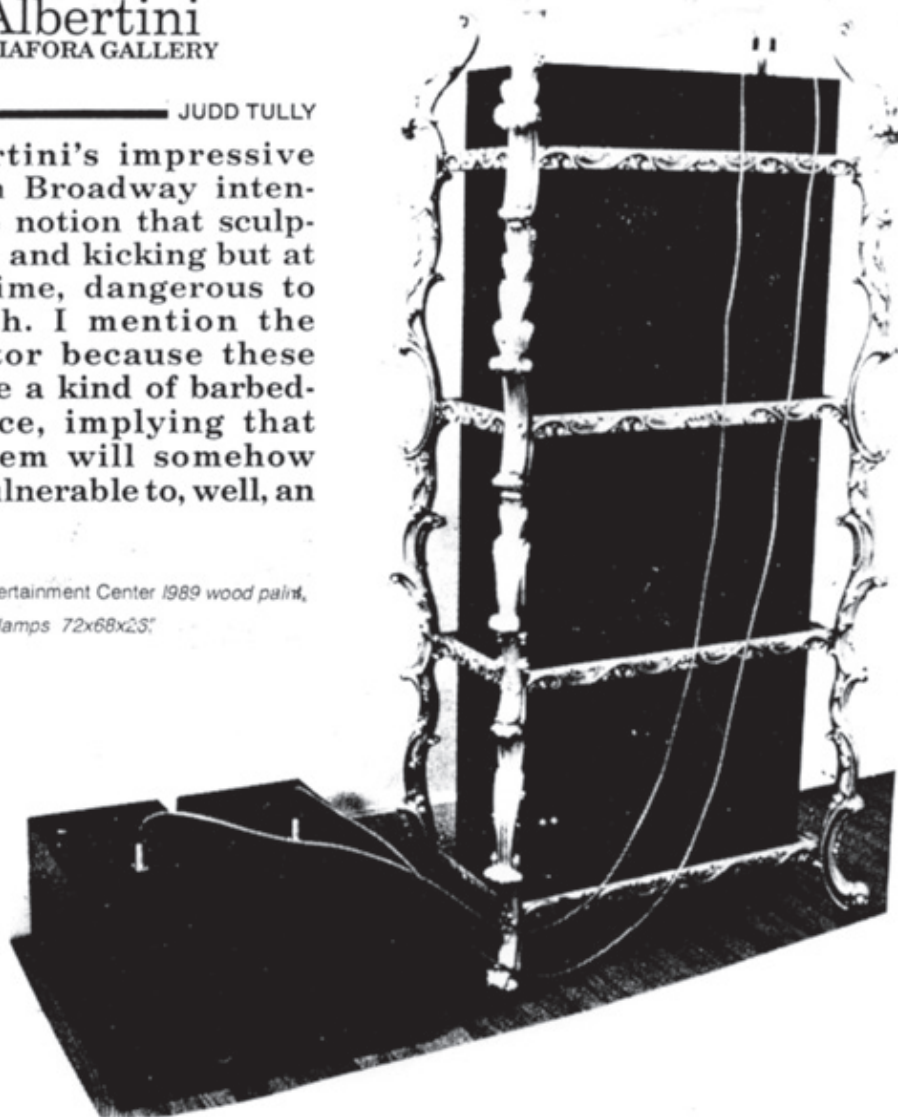 Albertini
IAFORA GALLERY
JUDD TULLY
rtini's impressive
n Broadway inten-
notion that sculp-
and kicking but at
ime, dangerous to
h. I mention the
tor because these
e a kind of barbed-
ce, implying that
em will somehow
ulnerable to, well, an
ertainment Center 1989 wood paint,
lamps 72x68x23"